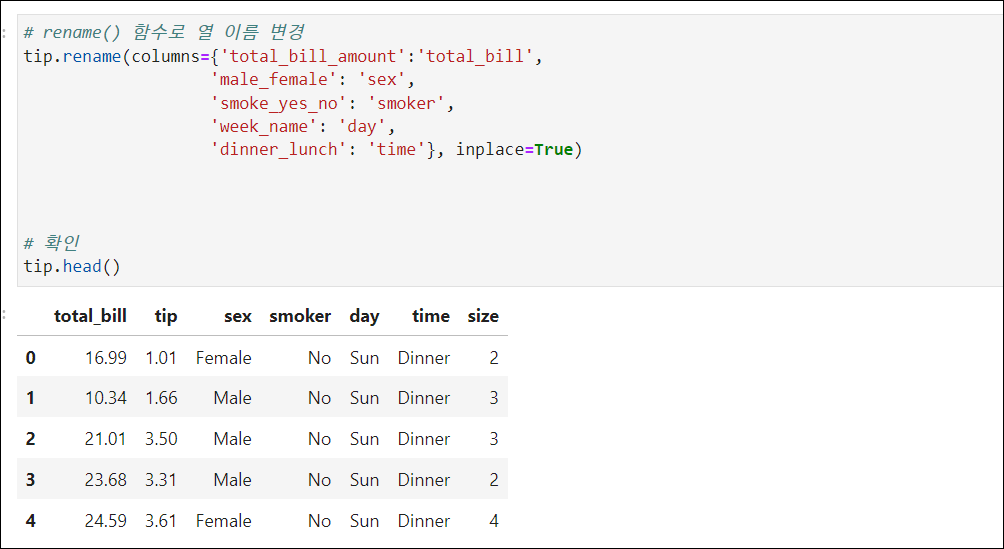 # rename() 함수로 열 이름 변경
tip.rename(columns={'total_bill_amount':'total_bill',
'male_female': 'sex',
'smoke_yes_no': 'smoker',
'week_name': 'day',
'dinner_lunch': 'time'}, inplace=True)
# 확인
tip.head()
total_bill tip sex smoker day time size
0 16.99 1.01 Female No Sun Dinner 2
1 10.34 1.66 Male No Sun Dinner 3
2 21.01 3.50 Male No Sun Dinner 3
3 23.68 3.31 Male No Sun Dinner 2
4 24.59 3.61 Female No Sun Dinner 4